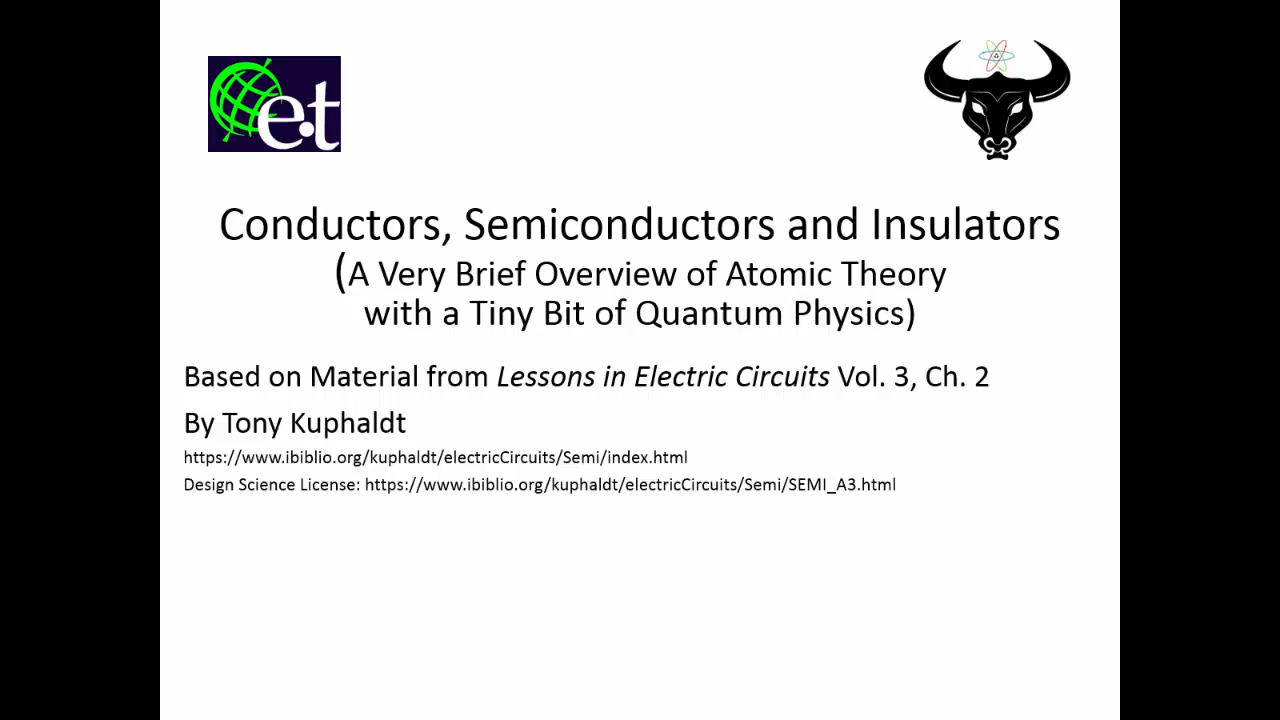 e·t
Conductors, Semiconductors and Insulators
(A Very Brief Overview of Atomic Theory
with a Tiny Bit of Quantum Physics)
Based on Material from Lessons in Electric Circuits Vol. 3, Ch. 2
By Tony Kuphaldt
https://www.ibiblio.org/kuphaldt/electricCircuits/Semi/index.html
Design Science License: https://www.ibiblio.org/kuphaldt/electricCircuits/Semi/SEMI_A3.html